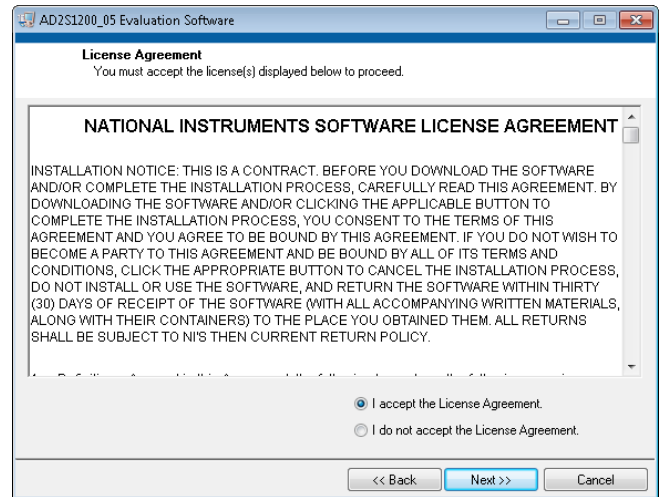 AD2S1200_05 Evaluation Software
License Agreement
You must accept the license(s) displayed below to proceed.
NATIONAL INSTRUMENTS SOFTWARE LICENSE AGREEMENT
INSTALLATION NOTICE: THIS IS A CONTRACT. BEFORE YOU DOWNLOAD THE SOFTWARE
AND/OR COMPLETE THE INSTALLATION PROCESS, CAREFULLY READ THIS AGREEMENT. BY
DOWNLOADING THE SOFTWARE AND/OR CLICKING THE APPLICABLE BUTTON TO
COMPLETE THE INSTALLATION PROCESS, YOU CONSENT TO THE TERMS OF THIS
AGREEMENT AND YOU AGREE TO BE BOUND BY THIS AGREEMENT. IF YOU DO NOT WISH TO
BECOME A PARTY TO THIS AGREEMENT AND BE BOUND BY ALL OF ITS TERMS AND
CONDITIONS, CLICK THE APPROPRIATE BUTTON TO CANCEL THE INSTALLATION PROCESS,
DO NOT INSTALL OR USE THE SOFTWARE, AND RETURN THE SOFTWARE WITHIN THIRTY
(30) DAYS OF RECEIPT OF THE SOFTWARE (WITH ALL ACCOMPANYING WRITTEN MATERIALS,
ALONG WITH THEIR CONTAINERS) TO THE PLACE YOU OBTAINED THEM. ALL RETURNS
SHALL BE SUBJECT TO NI'S THEN CURRENT RETURN POLICY.
I accept the License Agreement.
I do not accept the License Agreement.
<< Back
Next >>
Cancel